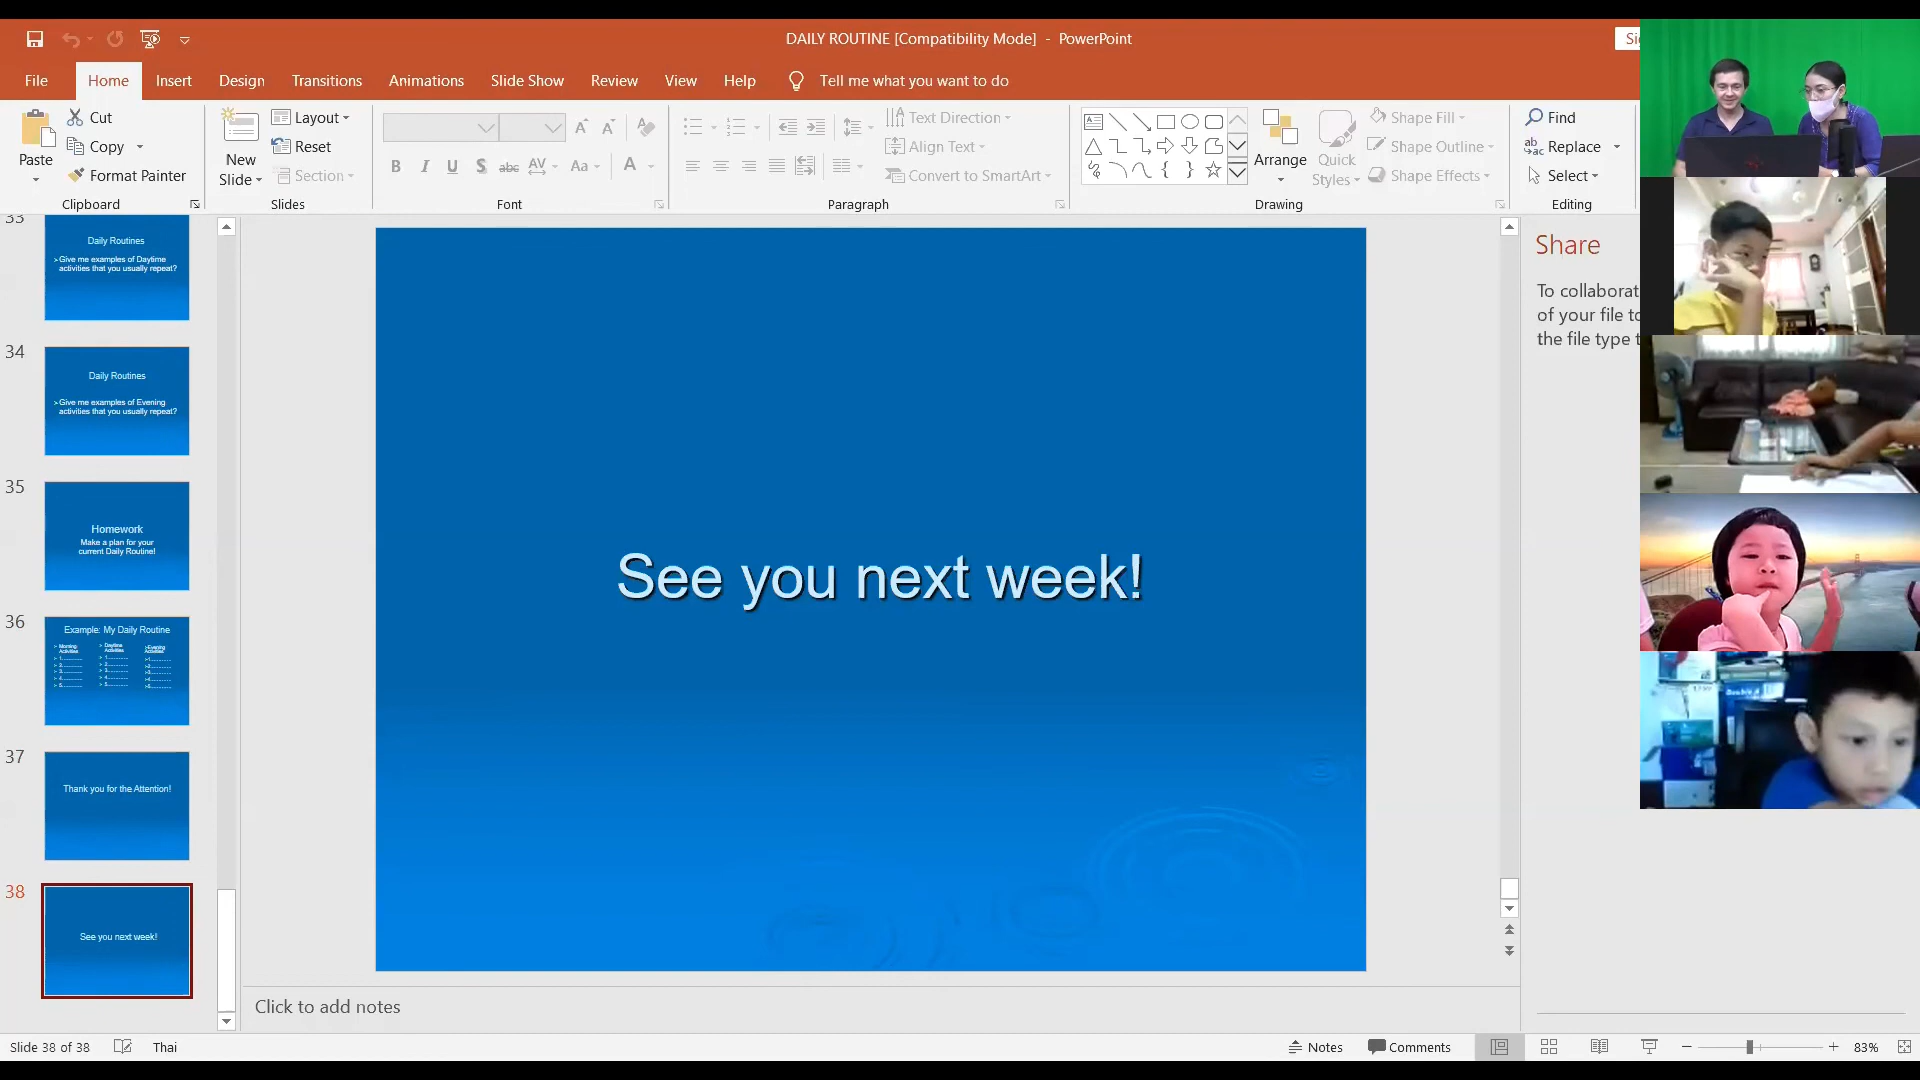 DAILY ROUTINE [Compatibility Mode] - PowerPoint
File Home Insert Design Transitions Animations Slide Show Review View Help Tell me what you want to do
Paste
Cut
Copy
Format Painter
Clipboard
New Slide
Layout
Reset
Section
Slides
Font
Text Direction
Align Text
Convert to SmartArt
Paragraph
Arrange
Quick Styles
Shape Fill
Shape Outline
Shape Effects
Drawing
Find
Replace
Select
Editing
33
Daily Routines
Give me examples of Daytime
activities that you usually repeat?
34
Daily Routines
Give me examples of Evening
activities that you usually repeat?
35
Homework
Make a plan for your
current Daily Routine!
36
Example: My Daily Routine
Morning Activities
Daytime Activities
Evening Activities
37
Thank you for the Attention!
38
See you next week!
See you next week!
Share
To collaborat
of your file to
the file type t
Click to add notes
Slide 38 of 38 Thai Notes Comments 83%